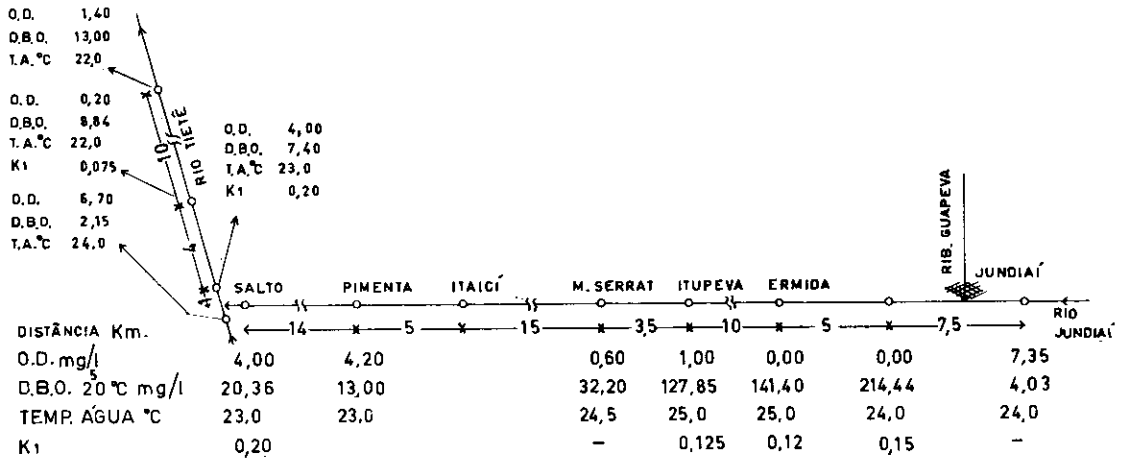 O.D. 1,40
D.B.O. 13,00
T.A.°C 22,0
O.D. 0,20
D.B.O. 8,84
T.A.°C 22,0
K1 0,075
O.D. 6,70
D.B.O. 2,15
T.A.°C 24,0
10
RIO TIETÊ
O.D. 4,00
D.B.O. 7,40
T.A.°C 23,0
K1 0,20
RIB. GUAPEVA
JUNDIAÍ
SALTO PIMENTA ITAICÍ M. SERRAT ITUPEVA ERMIDA
RIO JUNDIAÍ
DISTÂNCIA Km. 14 5 15 3,5 10 5 7,5
O.D. mg/l 4,00 4,20 0,60 1,00 0,00 0,00 7,35
D.B.O. 5 20 °C mg/l 20,36 13,00 32,20 127,85 141,40 214,44 4,03
TEMP. ÁGUA °C 23,0 23,0 24,5 25,0 25,0 24,0 24,0
K1 0,20 – 0,125 0,12 0,15 –